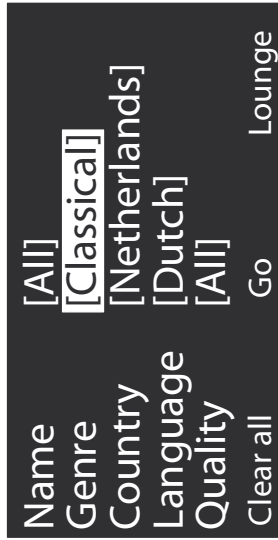 Name [All]
Genre [Classical]
Country [Netherlands]
Language [Dutch]
Quality [All]
Clear all Go Lounge